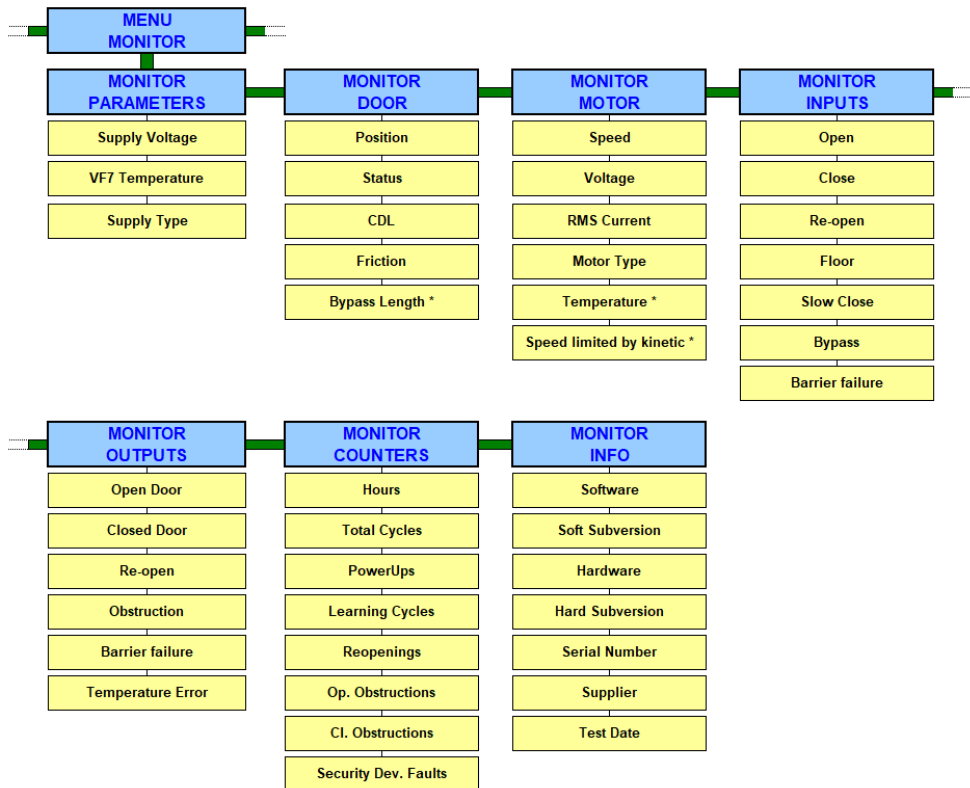 MENU
MONITOR
MONITOR
PARAMETERS
Supply Voltage
VF7 Temperature
Supply Type
MONITOR
DOOR
Position
Status
CDL
Friction
Bypass Length *
MONITOR
MOTOR
Speed
Voltage
RMS Current
Motor Type
Temperature *
Speed limited by kinetic *
MONITOR
INPUTS
Open
Close
Re-open
Floor
Slow Close
Bypass
Barrier failure
MONITOR
OUTPUTS
Open Door
Closed Door
Re-open
Obstruction
Barrier failure
Temperature Error
MONITOR
COUNTERS
Hours
Total Cycles
PowerUps
Learning Cycles
Reopenings
Op. Obstructions
Cl. Obstructions
Security Dev. Faults
MONITOR
INFO
Software
Soft Subversion
Hardware
Hard Subversion
Serial Number
Supplier
Test Date